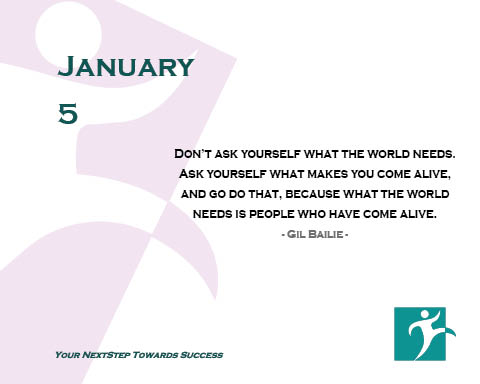 January
5
Don't ask yourself what the world needs.
Ask yourself what makes you come alive,
and go do that, because what the world
needs is people who have come alive.
- Gil Bailie -
Your NextStep Towards Success